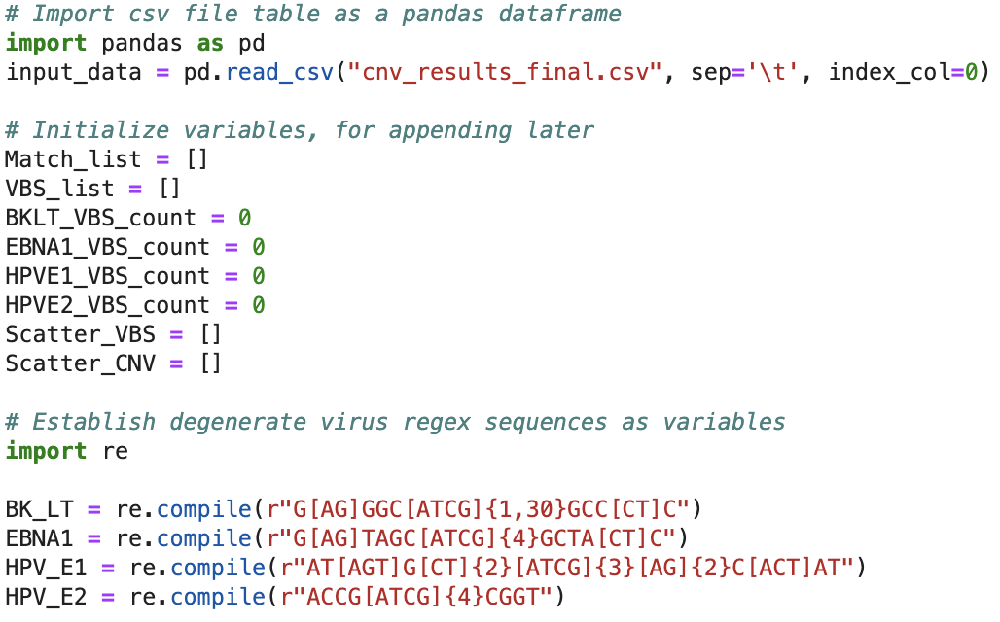 # Import csv file table as a pandas dataframe
import pandas as pd
input_data = pd.read_csv("cnv_results_final.csv", sep='\t', index_col=0)
# Initialize variables, for appending later
Match_list = []
VBS_list = []
BKLT_VBS_count = 0
EBNA1_VBS_count = 0
HPVE1_VBS_count = 0
HPVE2_VBS_count = 0
Scatter_VBS = []
Scatter_CNV = []
# Establish degenerate virus regex sequences as variables
import re
BK_LT = re.compile(r"G[AG]GGC[ATCG]{1,30}GCC[CT]C")
EBNA1 = re.compile(r"G[AG]TAGC[ATCG]{4}GCTA[CT]C")
HPV_E1 = re.compile(r"AT[AGT]G[CT]{2}[ATCG]{3}[AG]{2}C[ACT]AT")
HPV_E2 = re.compile(r"ACCG[ATCG]{4}CGGT")